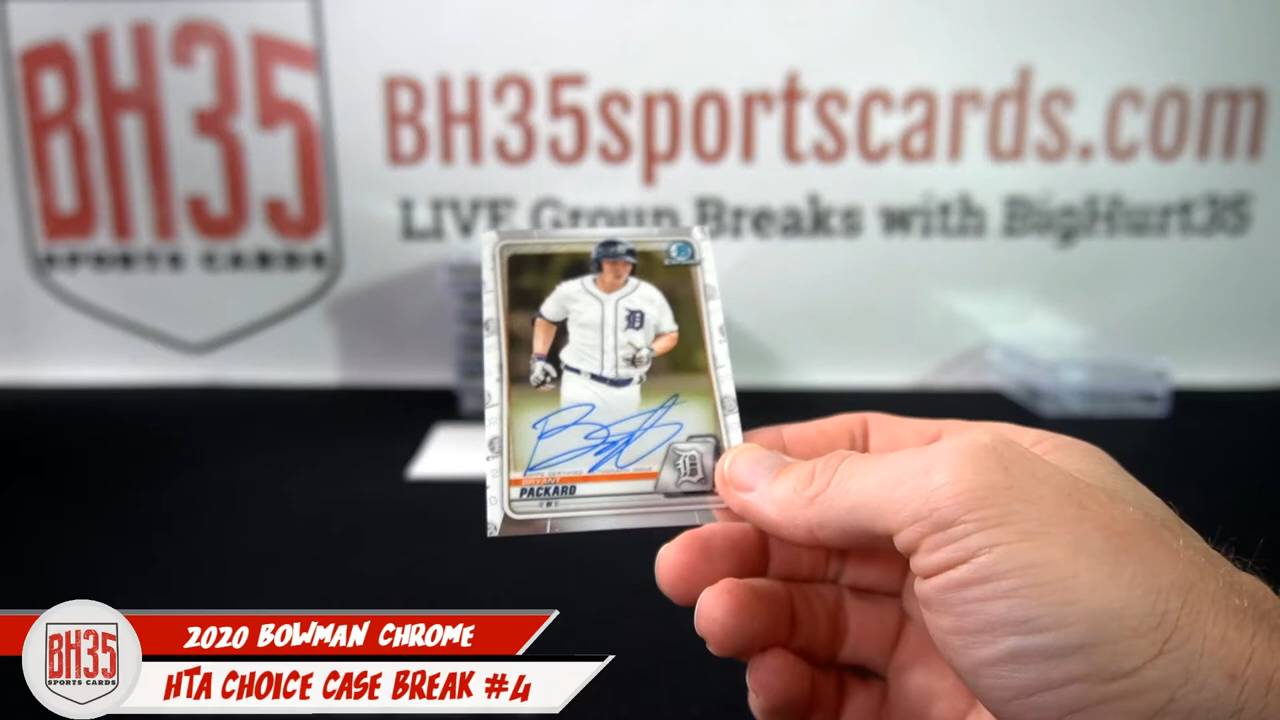 BH35
SPORTS CARDS
BH35sportscards.com
LIVE Group Breaks with BigHurt35
D
BRYANT
PACKARD
BH35
SPORTS CARDS
2020 BOWMAN CHROME
HTA CHOICE CASE BREAK #4